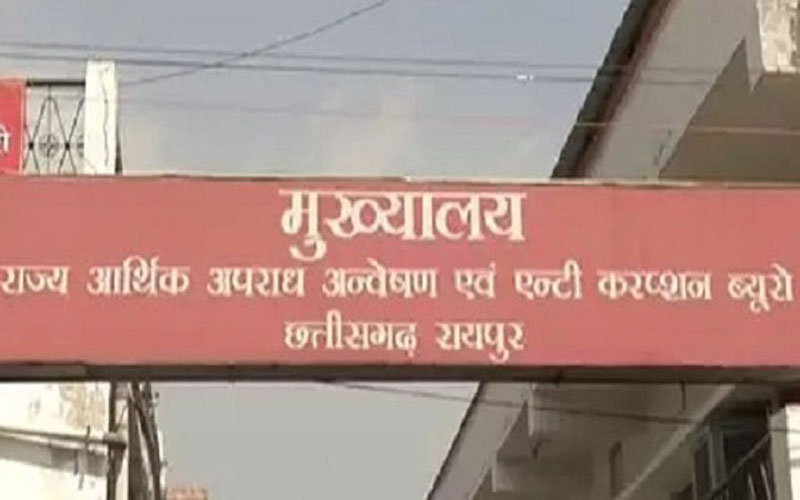 मुख्यालय
राज्य आर्थिक अपराध अन्वेषण एवं एन्टी करप्शन ब्यूरो
छत्तीसगढ़ रायपुर